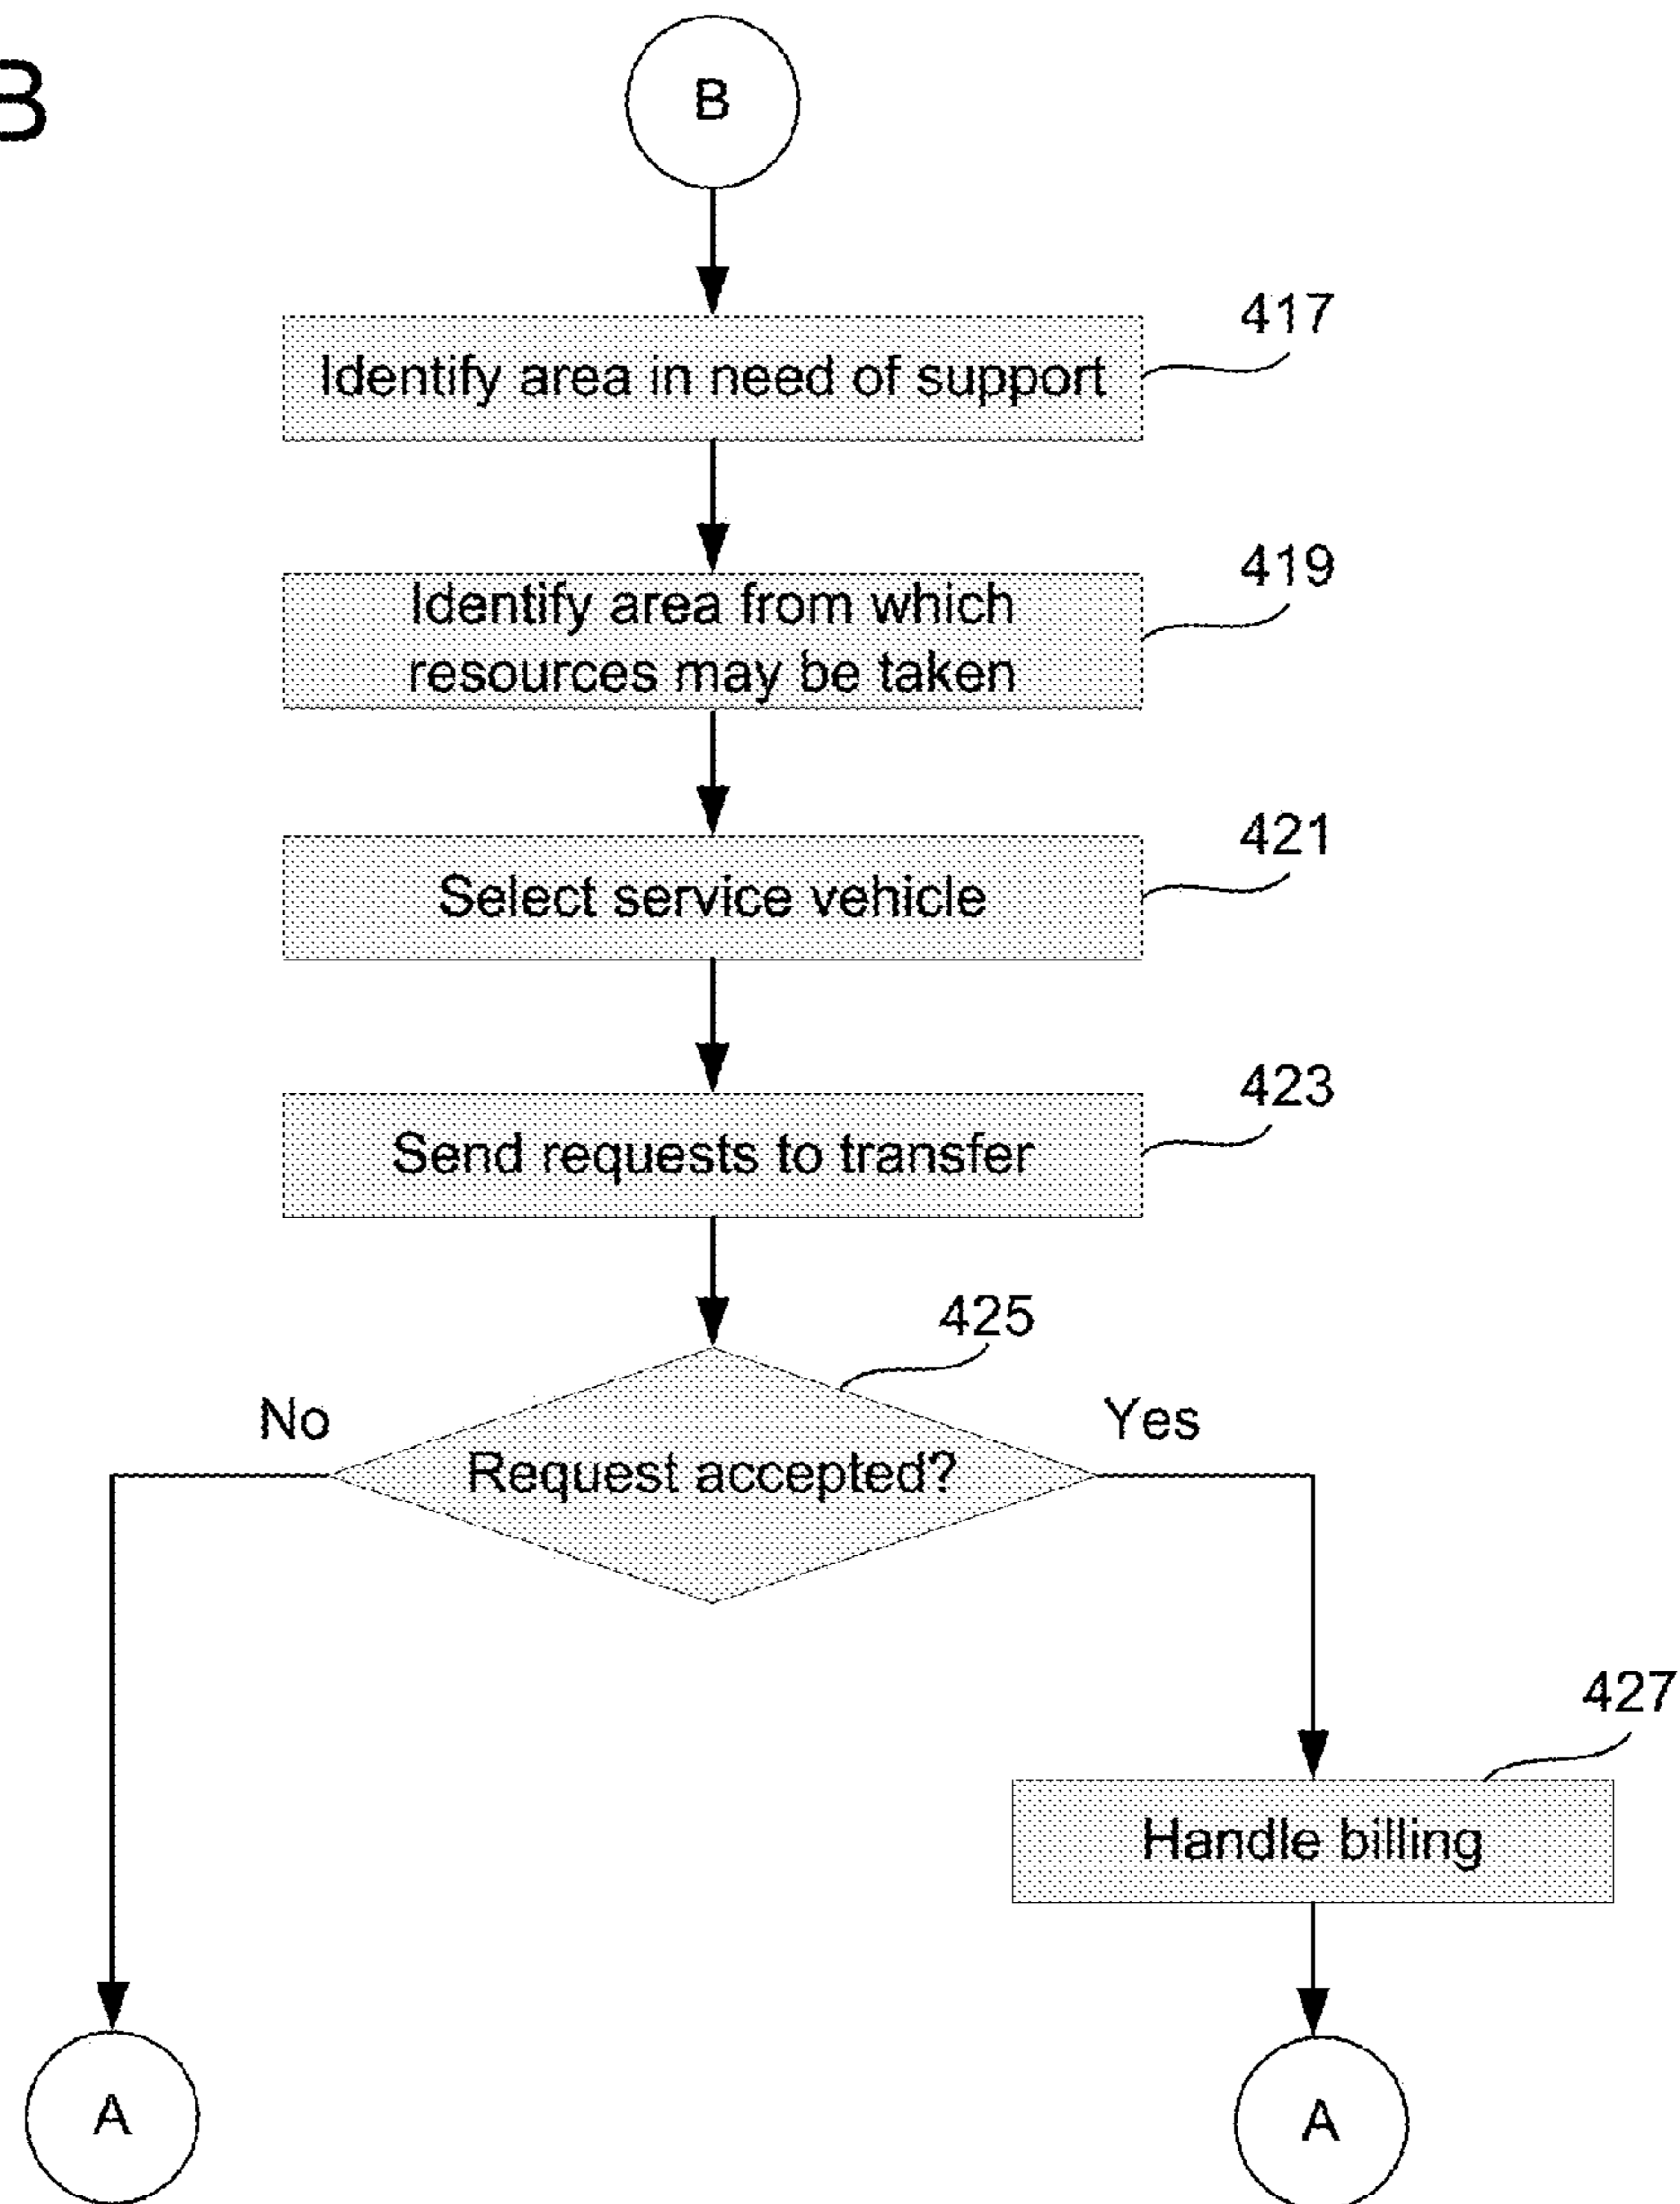 B
B
417
Identify area in need of support
419
Identify area from which
resources may be taken
421
Select service vehicle
423
Send requests to transfer
425
No
Yes
Request accepted?
427
Handle billing
A
A